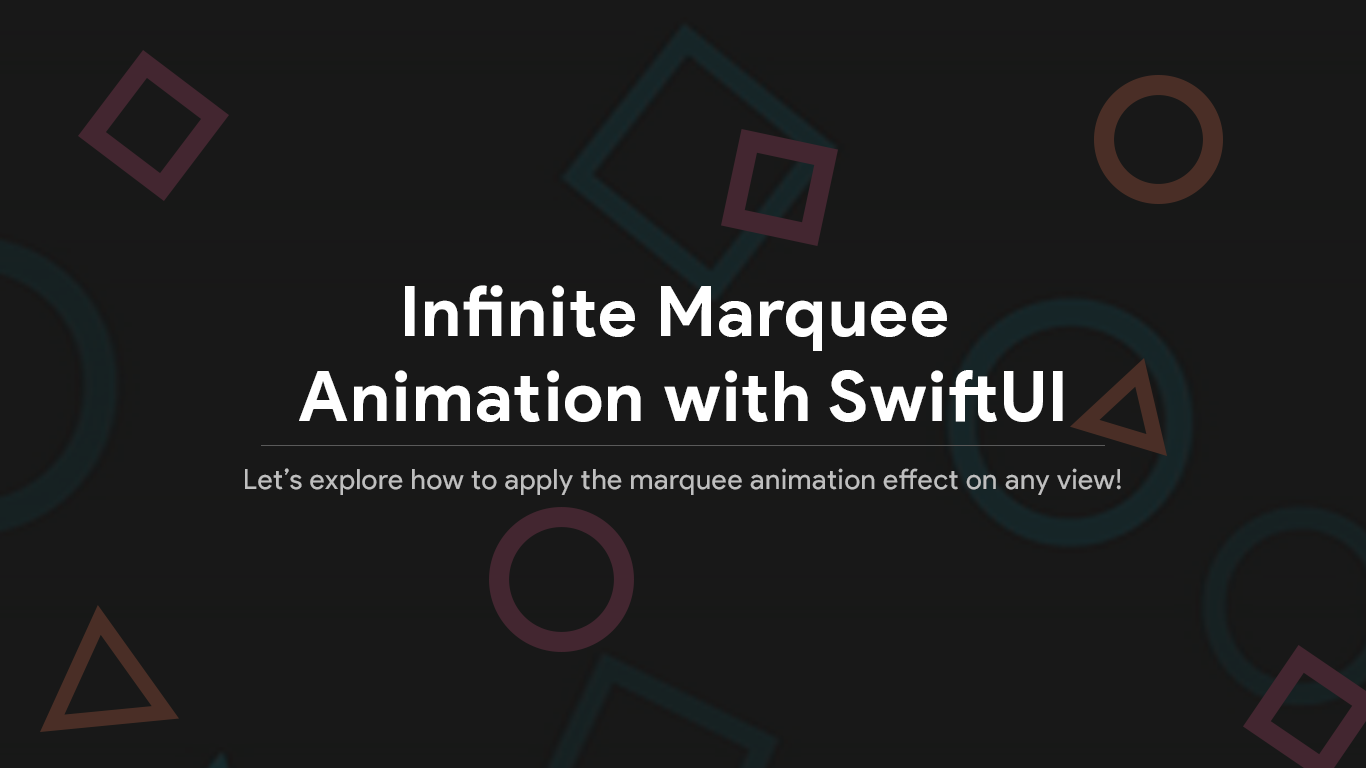 Infinite Marquee
Animation with SwiftUI
Let’s explore how to apply the marquee animation effect on any view!